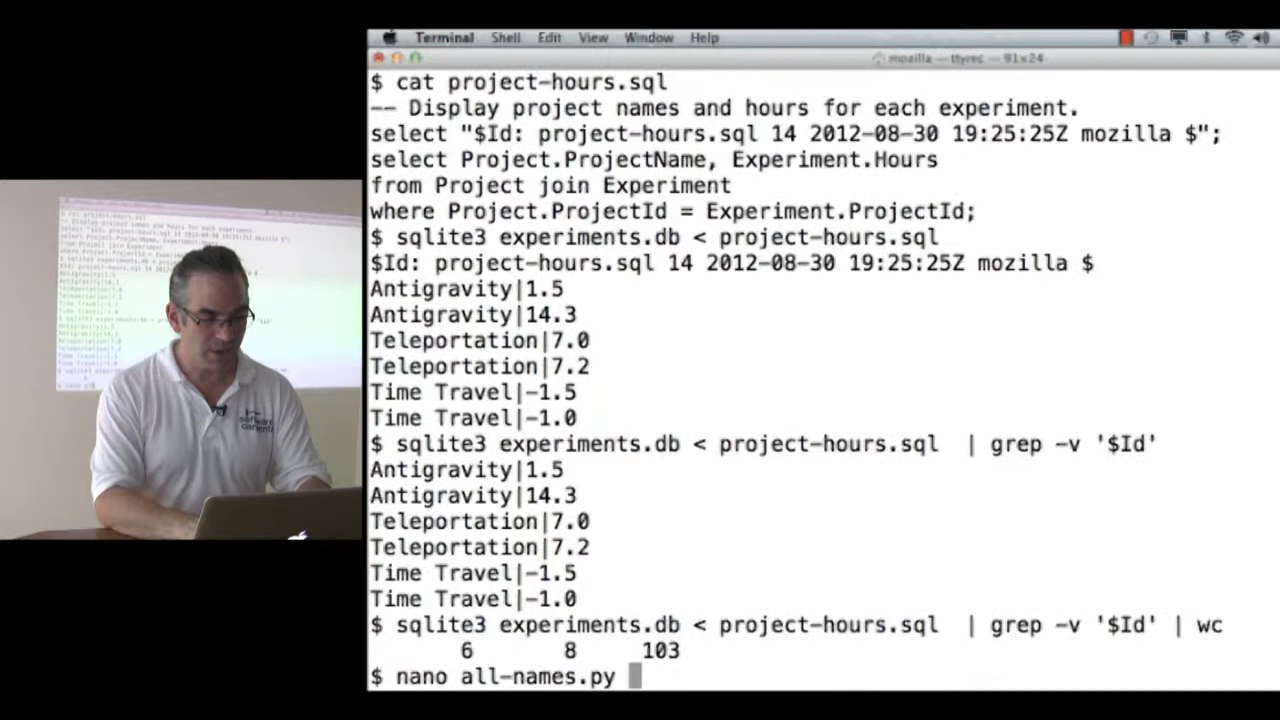 Terminal Shell Edit View Window Help
mozilla — ttyrec — 91×24
$ cat project-hours.sql
-- Display project names and hours for each experiment.
select "$Id: project-hours.sql 14 2012-08-30 19:25:25Z mozilla $";
select Project.ProjectName, Experiment.Hours
from Project join Experiment
where Project.ProjectId = Experiment.ProjectId;
$ sqlite3 experiments.db < project-hours.sql
$Id: project-hours.sql 14 2012-08-30 19:25:25Z mozilla $
Antigravity|1.5
Antigravity|14.3
Teleportation|7.0
Teleportation|7.2
Time Travel|-1.5
Time Travel|-1.0
$ sqlite3 experiments.db < project-hours.sql  | grep -v '$Id'
Antigravity|1.5
Antigravity|14.3
Teleportation|7.0
Teleportation|7.2
Time Travel|-1.5
Time Travel|-1.0
$ sqlite3 experiments.db < project-hours.sql  | grep -v '$Id' | wc
6 8 103
$ nano all-names.py
software